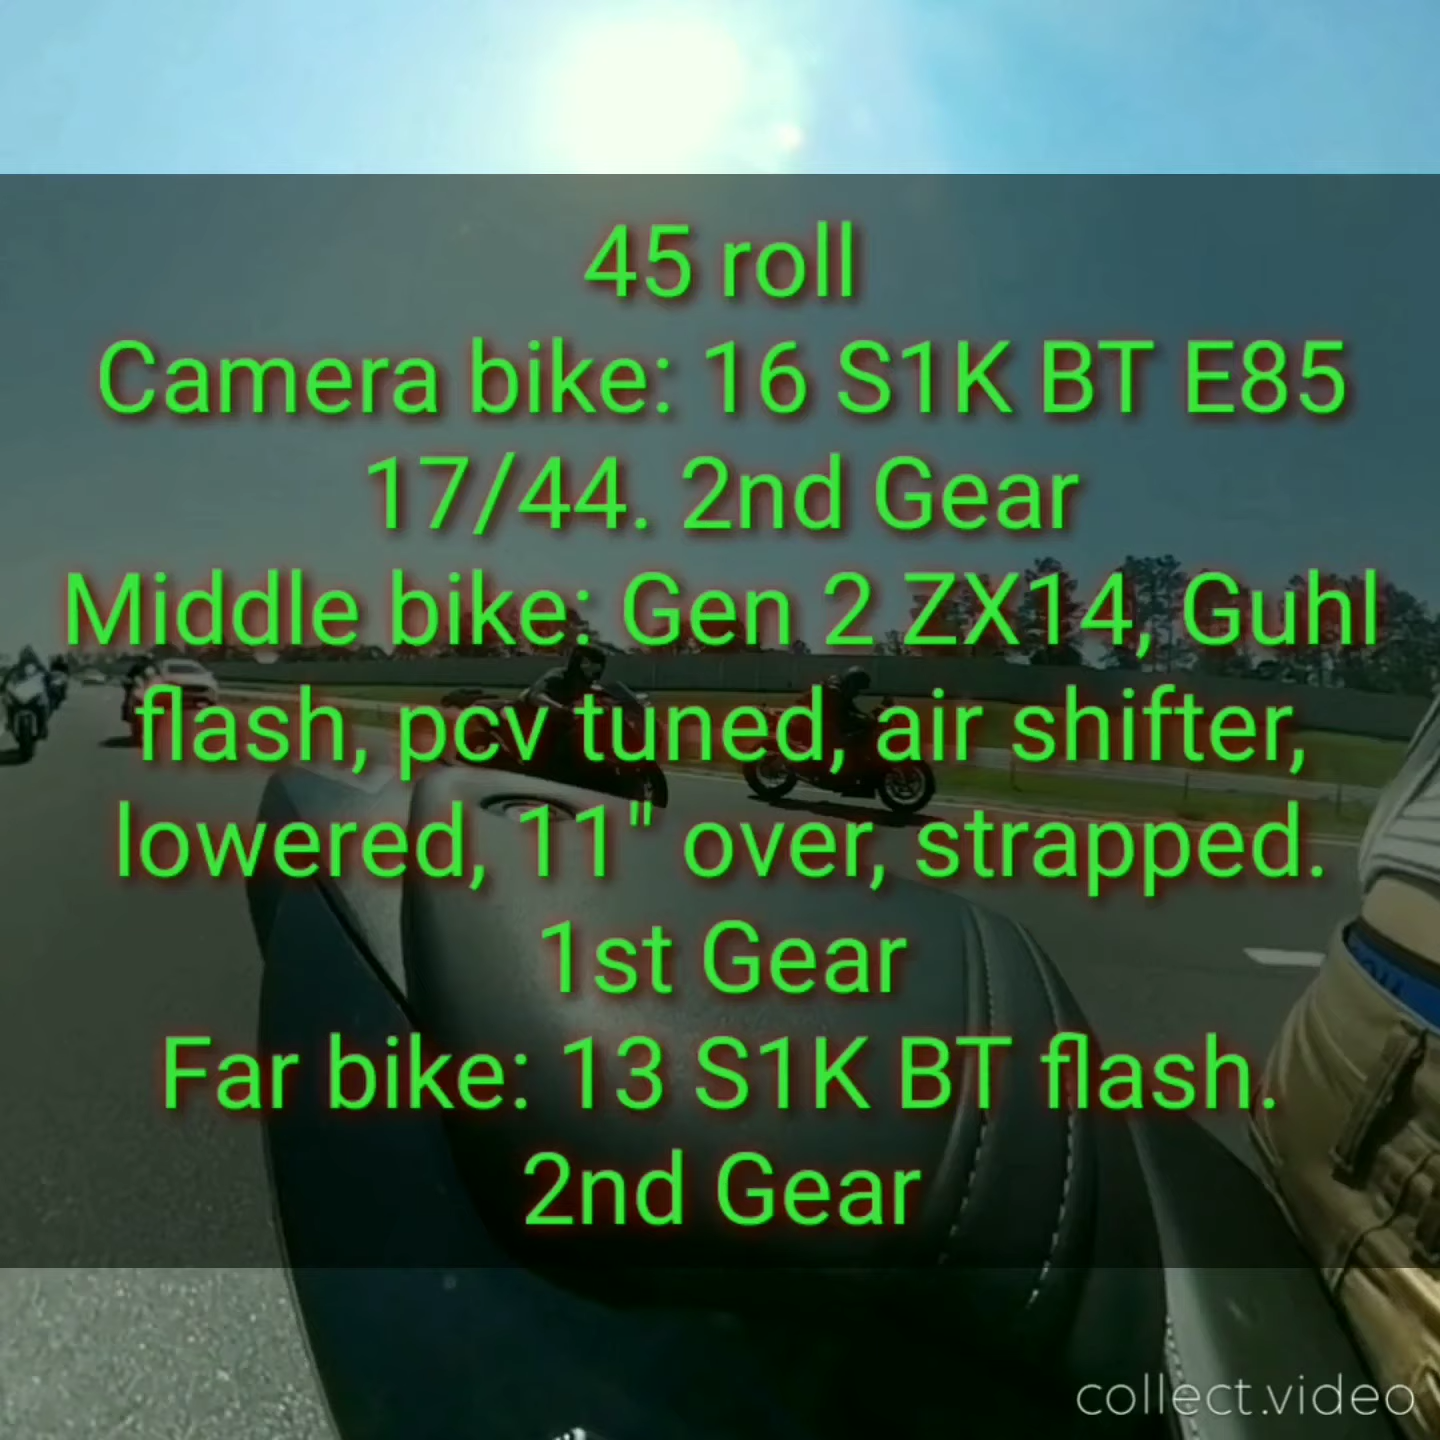 45 roll
Camera bike: 16 S1K BT E85
17/44. 2nd Gear
Middle bike: Gen 2 ZX14, Guhl
flash, pcv tuned, air shifter,
lowered, 11" over, strapped.
1st Gear
Far bike: 13 S1K BT flash.
2nd Gear
collect.video